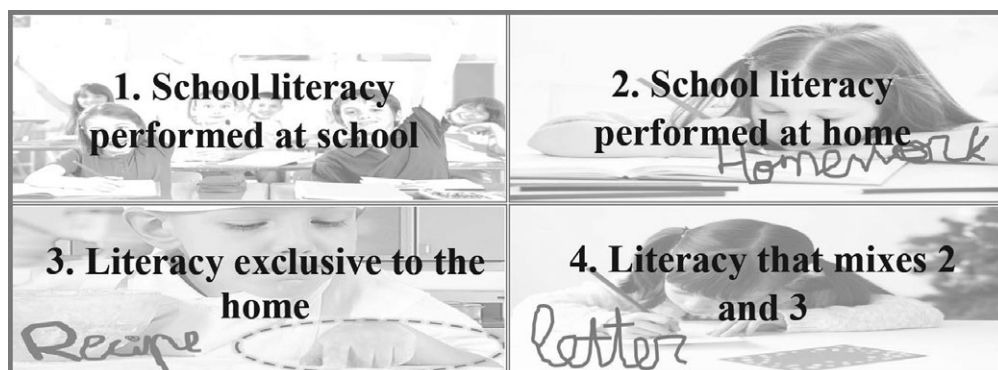 1. School literacy
performed at school
2. School literacy
performed at home
Homework
3. Literacy exclusive to the
home
Recipe
4. Literacy that mixes 2
and 3
letter